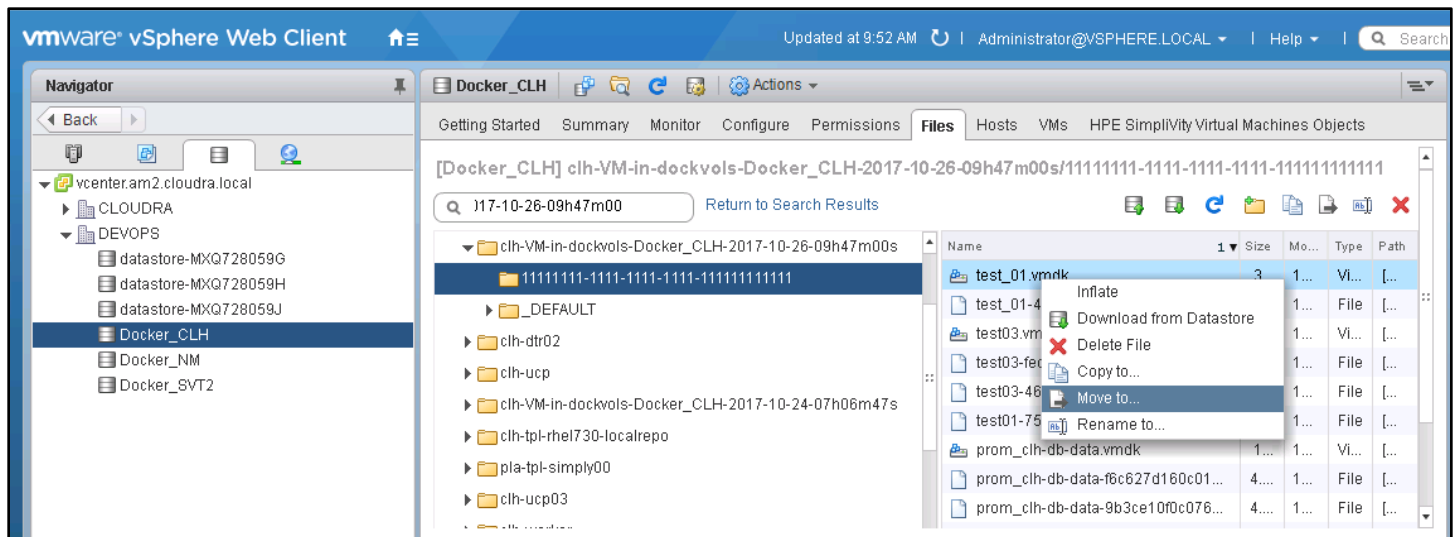 vmware® vSphere Web Client
Updated at 9:52 AM | Administrator@VSPHERE.LOCAL | Help | Search
Navigator
Back
vcenter.am2.cloudra.local
CLOUDRA
DEVOPS
datastore-MXQ728059G
datastore-MXQ728059H
datastore-MXQ728059J
Docker_CLH
Docker_NM
Docker_SVT2
Docker_CLH Actions
Getting Started Summary Monitor Configure Permissions Files Hosts VMs HPE SimpliVity Virtual Machines Objects
[Docker_CLH] clh-VM-in-dockvols-Docker_CLH-2017-10-26-09h47m00s/11111111-1111-1111-1111-111111111111
)17-10-26-09h47m00 Return to Search Results
clh-VM-in-dockvols-Docker_CLH-2017-10-26-09h47m00s
11111111-1111-1111-1111-111111111111
_DEFAULT
clh-dtr02
clh-ucp
clh-VM-in-dockvols-Docker_CLH-2017-10-24-07h06m47s
clh-tpl-rhel730-localrepo
pla-tpl-simply00
clh-ucp03
Name 1 Size Mo... Type Path
test_01.vmdk 3... 1... Vi... [...
test_01-4 1... File [...
test03.vm 1... Vi... [...
test03-fec 1... File [...
test03-46 1... File [...
test01-75 1... File [...
prom_clh-db-data.vmdk 1... 1... Vi... [...
prom_clh-db-data-f6c627d160c01... 4.... 1... File [...
prom_clh-db-data-9b3ce10f0c076... 4.... 1... File [...
Inflate
Download from Datastore
Delete File
Copy to...
Move to...
Rename to...